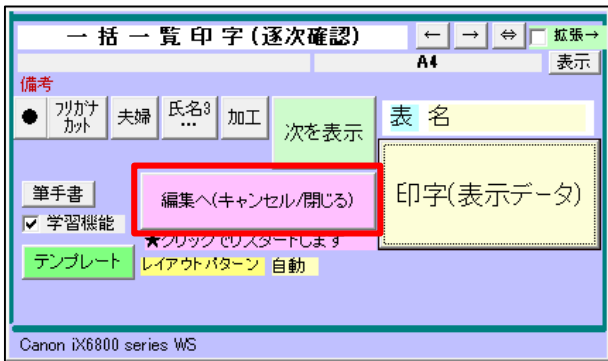 一 括 一 覧 印 字 (逐次確認)
← → ⇔ 拡張→
A4 表示
備考
● フリガナカット 夫婦 氏名3… 加工 次を表示 表 名
筆手書 編集へ(キャンセル/閉じる) 印字(表示データ)
学習機能
★クリックでリスタートします
テンプレート レイアウトパターン 自動
Canon iX6800 series WS